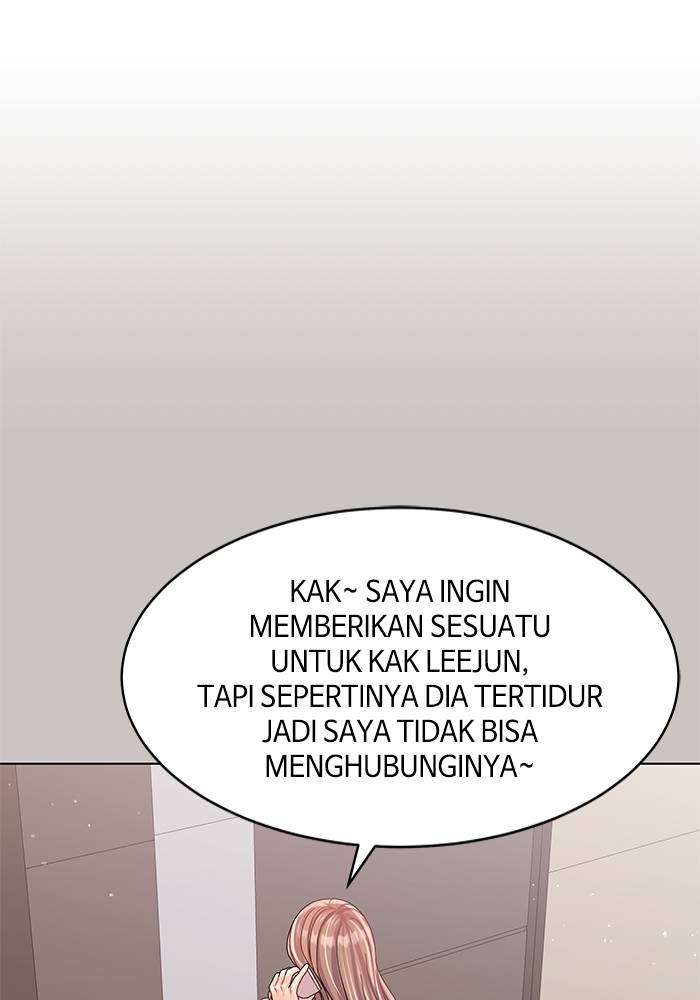 KAK~ SAYA INGIN
MEMBERIKAN SESUATU
UNTUK KAK LEEJUN,
TAPI SEPERTINYA DIA TERTIDUR
JADI SAYA TIDAK BISA
MENGHUBUNGINYA~